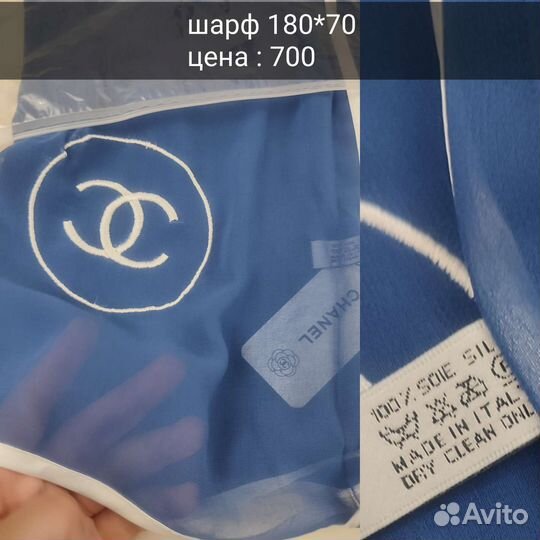 шарф 180*70
цена : 700
CHANEL
100% SOIE SIL
MADE IN ITAL
DRY CLEAN ONL
Avito